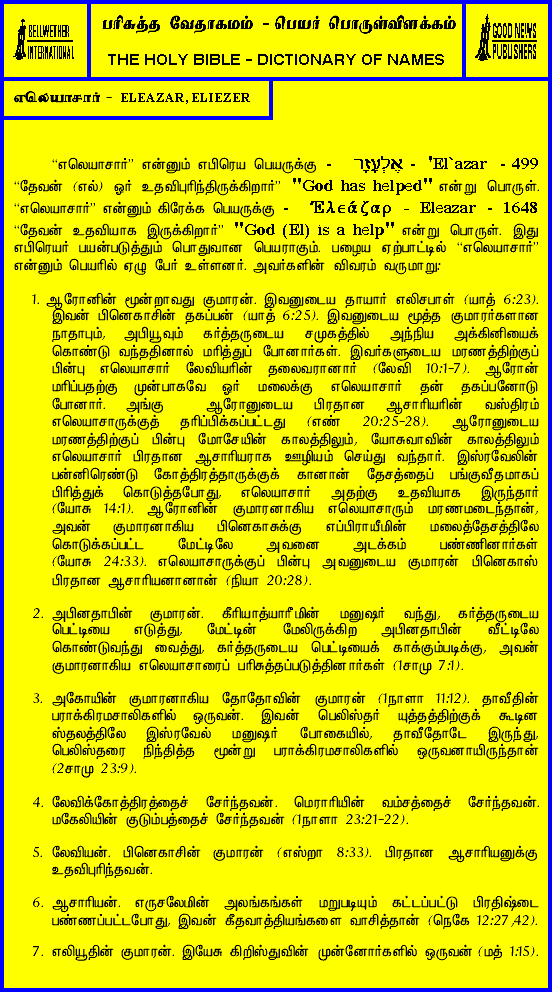 BELLWETHER
INTERNATIONAL
பரிசுத்த வேதாகமம் - பெயர் பொருள்விளக்கம்
THE HOLY BIBLE - DICTIONARY OF NAMES
GOOD NEWS
PUBLISHERS
எலெயாசார் - ELEAZAR, ELIEZER
“எலெயாசார்” என்னும் எபிரெய பெயருக்கு - אֶלְעָזָר - 'El`azar - 499
“தேவன் (எல்) ஓர் உதவிபுரிந்திருக்கிறார்” "God has helped" என்று பொருள்.
“எலெயாசார்” என்னும் கிரேக்க பெயருக்கு - Ἐλεάζαρ - Eleazar - 1648
“தேவன் உதவியாக இருக்கிறார்” "God (El) is a help" என்று பொருள். இது
எபிரெயர் பயன்படுத்தும் பொதுவான பெயராகும். பழைய ஏற்பாட்டில் “எலெயாசார்”
என்னும் பெயரில் ஏழு பேர் உள்ளனர். அவர்களின் விவரம் வருமாறு:
1. ஆரோனின் மூன்றாவது குமாரன். இவனுடைய தாயார் எலிசபாள் (யாத் 6:23).
இவன் பினெகாசின் தகப்பன் (யாத் 6:25). இவனுடைய மூத்த குமாரர்களான
நாதாபும், அபியூவும் கர்த்தருடைய சமுகத்தில் அந்நிய அக்கினியைக்
கொண்டு வந்ததினால் மரித்துப் போனார்கள். இவர்களுடைய மரணத்திற்குப்
பின்பு எலெயாசார் லேவியரின் தலைவரானார் (லேவி 10:1-7). ஆரோன்
மரிப்பதற்கு முன்பாகவே ஓர் மலைக்கு எலெயாசார் தன் தகப்பனோடு
போனார். அங்கு ஆரோனுடைய பிரதான ஆசாரியரின் வஸ்திரம்
எலெயாசாருக்குத் தரிப்பிக்கப்பட்டது (எண் 20:25-28). ஆரோனுடைய
மரணத்திற்குப் பின்பு மோசேயின் காலத்திலும், யோசுவாவின் காலத்திலும்
எலெயாசார் பிரதான ஆசாரியராக ஊழியம் செய்து வந்தார். இஸ்ரவேலின்
பன்னிரெண்டு கோத்திரத்தாருக்குக் கானான் தேசத்தைப் பங்குவீதமாகப்
பிரித்துக் கொடுத்தபோது, எலெயாசார் அதற்கு உதவியாக இருந்தார்
(யோசு 14:1). ஆரோனின் குமாரனாகிய எலெயாசாரும் மரணமடைந்தான்,
அவன் குமாரனாகிய பினெகாசுக்கு எப்பிராயீமின் மலைத்தேசத்திலே
கொடுக்கப்பட்ட மேட்டிலே அவனை அடக்கம் பண்ணினார்கள்
(யோசு 24:33). எலெயாசாருக்குப் பின்பு அவனுடைய குமாரன் பினெகாஸ்
பிரதான ஆசாரியனானான் (நியா 20:28).
2. அபினதாபின் குமாரன். கீரியாத்யாரீமின் மனுஷர் வந்து, கர்த்தருடைய
பெட்டியை எடுத்து, மேட்டின் மேலிருக்கிற அபினதாபின் வீட்டிலே
கொண்டுவந்து வைத்து, கர்த்தருடைய பெட்டியைக் காக்கும்படிக்கு, அவன்
குமாரனாகிய எலெயாசாரைப் பரிசுத்தப்படுத்தினார்கள் (1சாமு 7:1).
3. அகோயின் குமாரனாகிய தோதோவின் குமாரன் (1நாளா 11:12). தாவீதின்
பராக்கிரமசாலிகளில் ஒருவன். இவன் பெலிஸ்தர் யுத்தத்திற்குக் கூடின
ஸ்தலத்திலே இஸ்ரவேல் மனுஷர் போகையில், தாவீதோடே இருந்து,
பெலிஸ்தரை நிந்தித்த மூன்று பராக்கிரமசாலிகளில் ஒருவனாயிருந்தான்
(2சாமு 23:9).
4. லேவிக்கோத்திரத்தைச் சேர்ந்தவன். மெராரியின் வம்சத்தைச் சேர்ந்தவன்.
மகேலியின் குடும்பத்தைச் சேர்ந்தவன் (1நாளா 23:21-22).
5. லேவியன். பினெகாசின் குமாரன் (எஸ்றா 8:33). பிரதான ஆசாரியனுக்கு
உதவிபுரிந்தவன்.
6. ஆசாரியன். எருசலேமின் அலங்கங்கள் மறுபடியும் கட்டப்பட்டு பிரதிஷ்டை
பண்ணப்பட்டபோது, இவன் கீதவாத்தியங்களை வாசித்தான் (நெகே 12:27,42).
7. எலியூதின் குமாரன். இயேசு கிறிஸ்துவின் முன்னோர்களில் ஒருவன் (மத் 1:15).